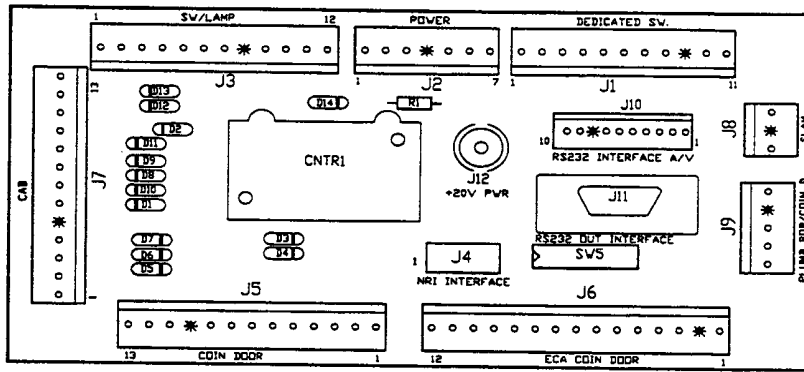 1 SW/LAMP 12
POWER
DEDICATED SW.
J3
1 J2 7
1 J1 11
13
D13
D12
D14
R1
J10
D2
D11
CNTR1
10 1
RS232 INTERFACE A/V
J8
J7
CAB
D9
D8
D10
D1
J12
+20V PWR
J11
J9
D7
D6
D5
D3
D4
RS232 OUT INTERFACE
1 J4
SW5
NRI INTERFACE
1
J5
J6
13 COIN DOOR 1
12 ECA COIN DOOR 1